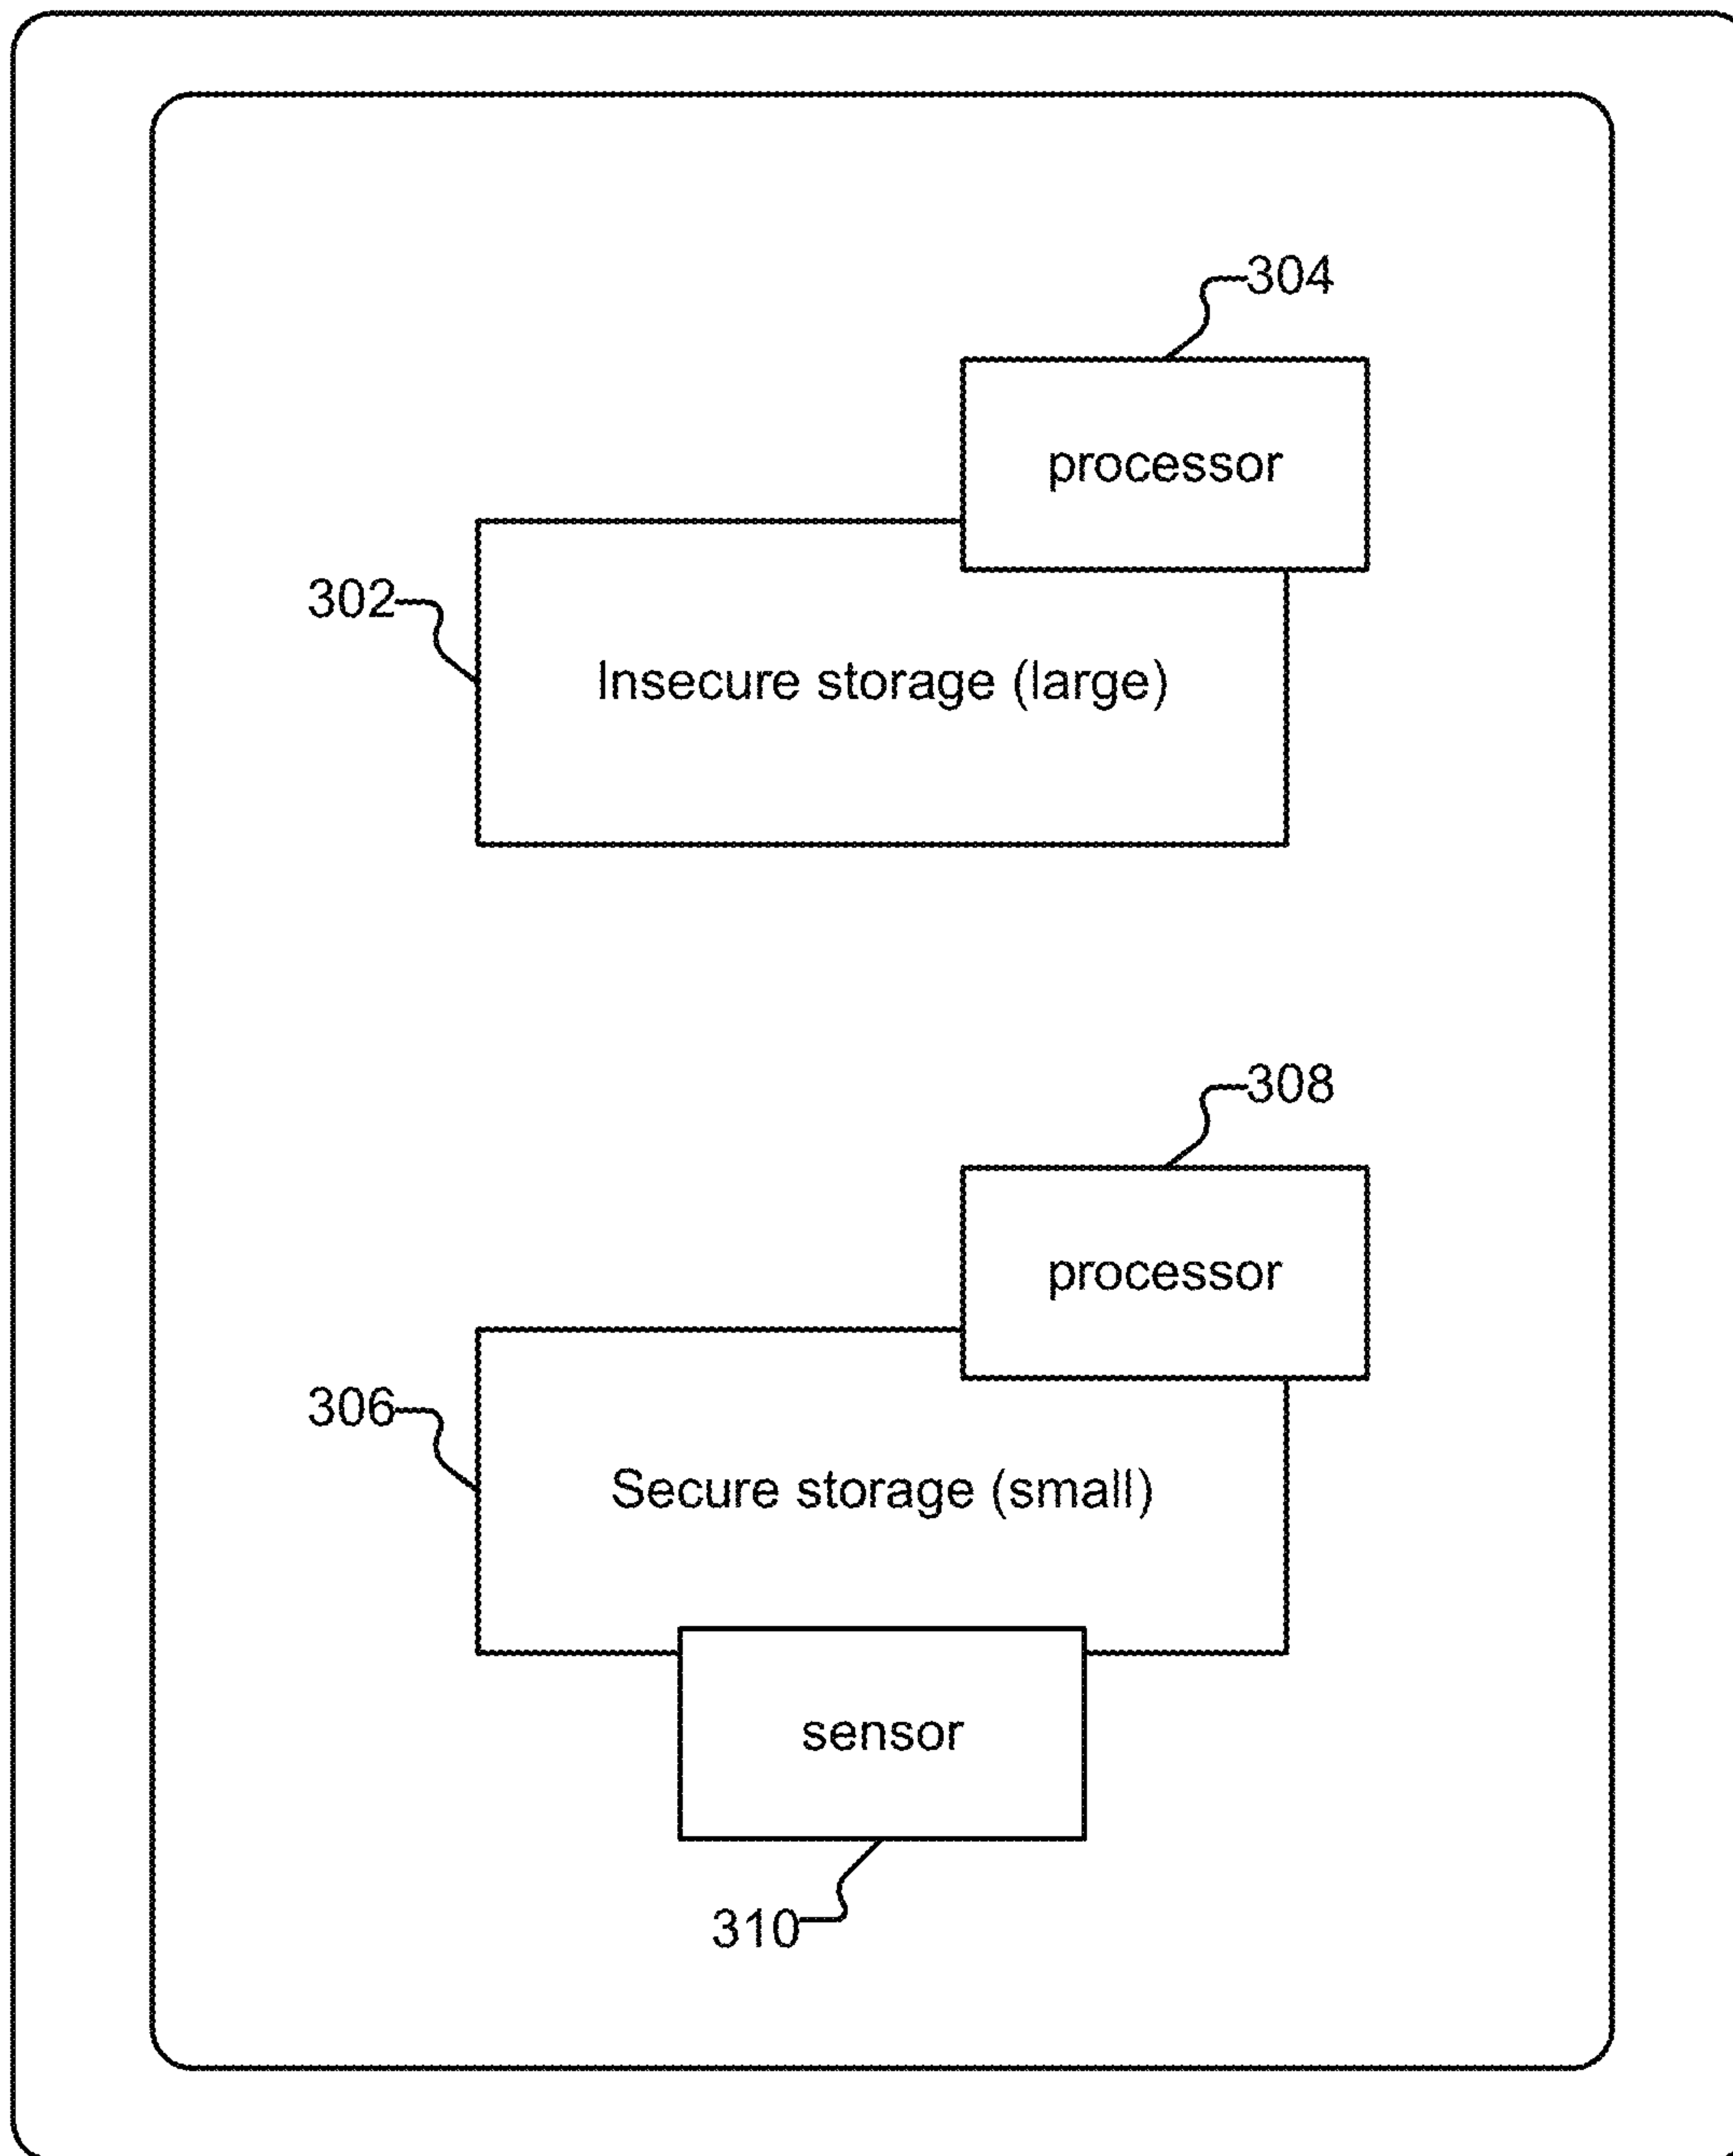 304
processor
302
Insecure storage (large)
308
processor
306
Secure storage (small)
sensor
310